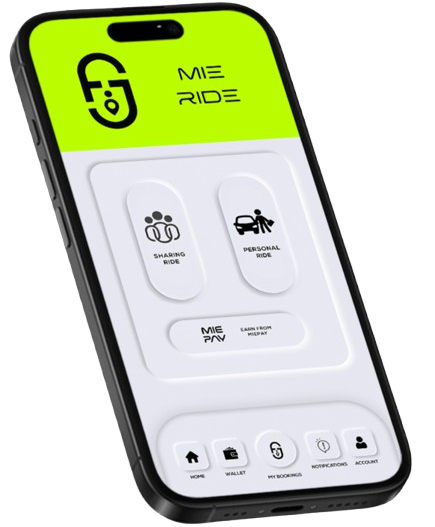 MIE
RIDE
SHARING
RIDE
PERSONAL
RIDE
MIE
PAY
EARN FROM
MIEPAY
HOME
WALLET
MY BOOKINGS
NOTIFICATIONS
ACCOUNT